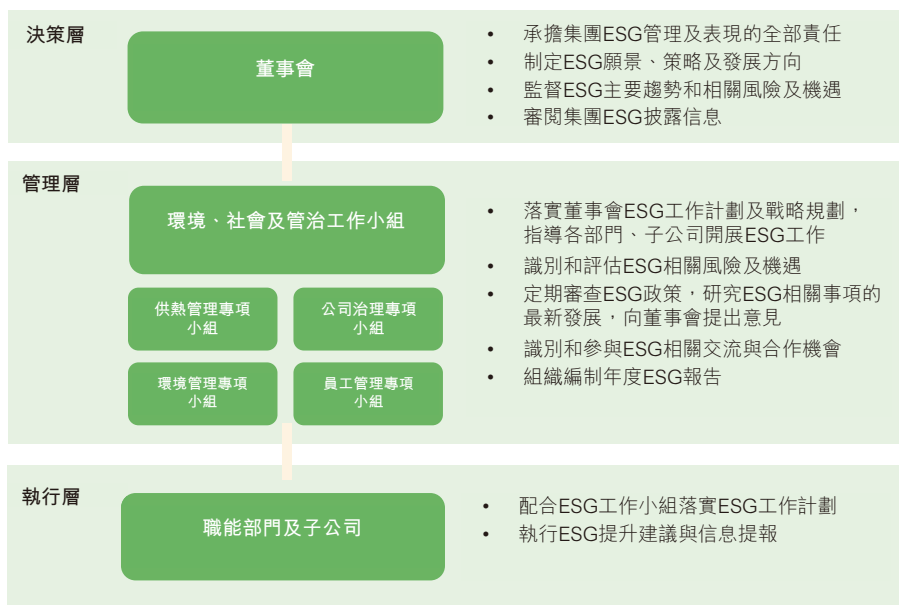 決策層
董事會
• 承擔集團ESG管理及表現的全部責任
• 制定ESG願景、策略及發展方向
• 監督ESG主要趨勢和相關風險及機遇
• 審閱集團ESG披露信息
管理層
環境、社會及管治工作小組
供熱管理專項
小組
公司治理專項
小組
環境管理專項
小組
員工管理專項
小組
• 落實董事會ESG工作計劃及戰略規劃，
指導各部門、子公司開展ESG工作
• 識別和評估ESG相關風險及機遇
• 定期審查ESG政策，研究ESG相關事項的
最新發展，向董事會提出意見
• 識別和參與ESG相關交流與合作機會
• 組織編制年度ESG報告
執行層
職能部門及子公司
• 配合ESG工作小組落實ESG工作計劃
• 執行ESG提升建議與信息提報